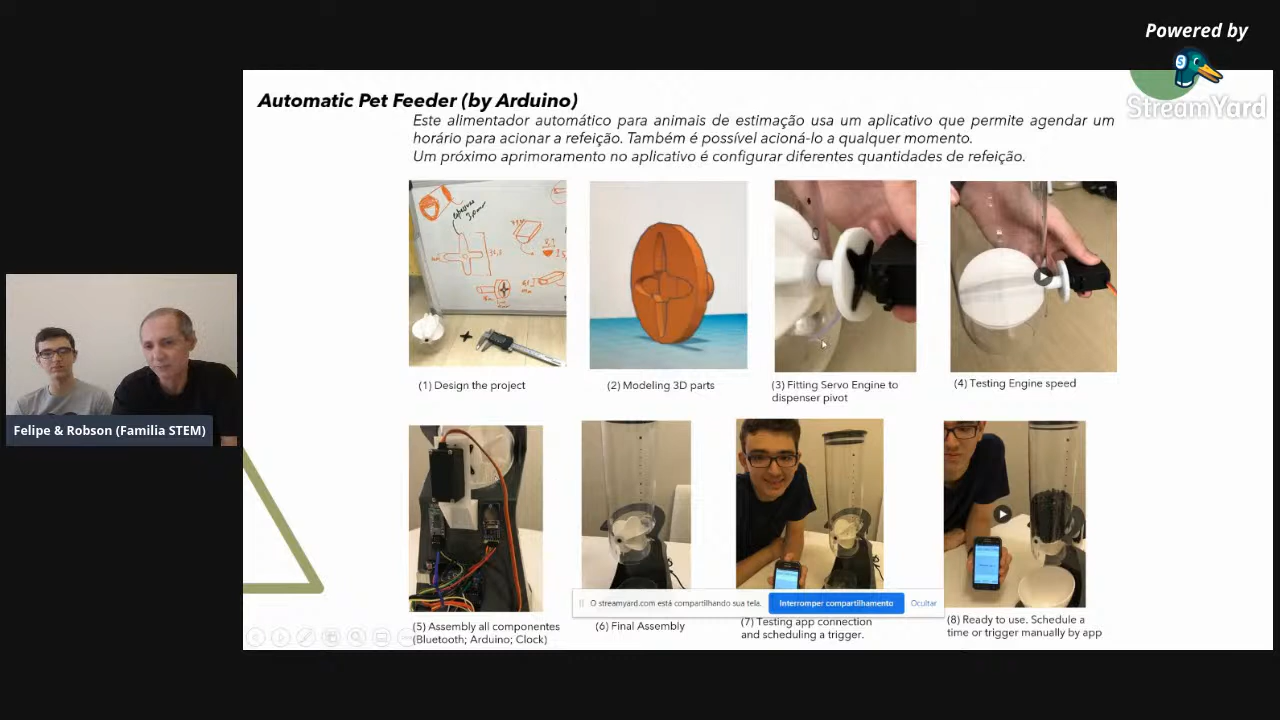 Powered by
StreamYard
Automatic Pet Feeder (by Arduino)
Este alimentador automático para animais de estimação usa um aplicativo que permite agendar um
horário para acionar a refeição. Também é possível acioná-lo a qualquer momento.
Um próximo aprimoramento no aplicativo é configurar diferentes quantidades de refeição.
(1) Design the project
(2) Modeling 3D parts
(3) Fitting Servo Engine to
dispenser pivot
(4) Testing Engine speed
Felipe & Robson (Familia STEM)
O streamyard.com está compartilhando sua tela.
Interromper compartilhamento
Ocultar
(5) Assembly all componentes
(Bluetooth; Arduino; Clock)
(6) Final Assembly
(7) Testing app connection
and scheduling a trigger.
(8) Ready to use. Schedule a
time or trigger manually by app